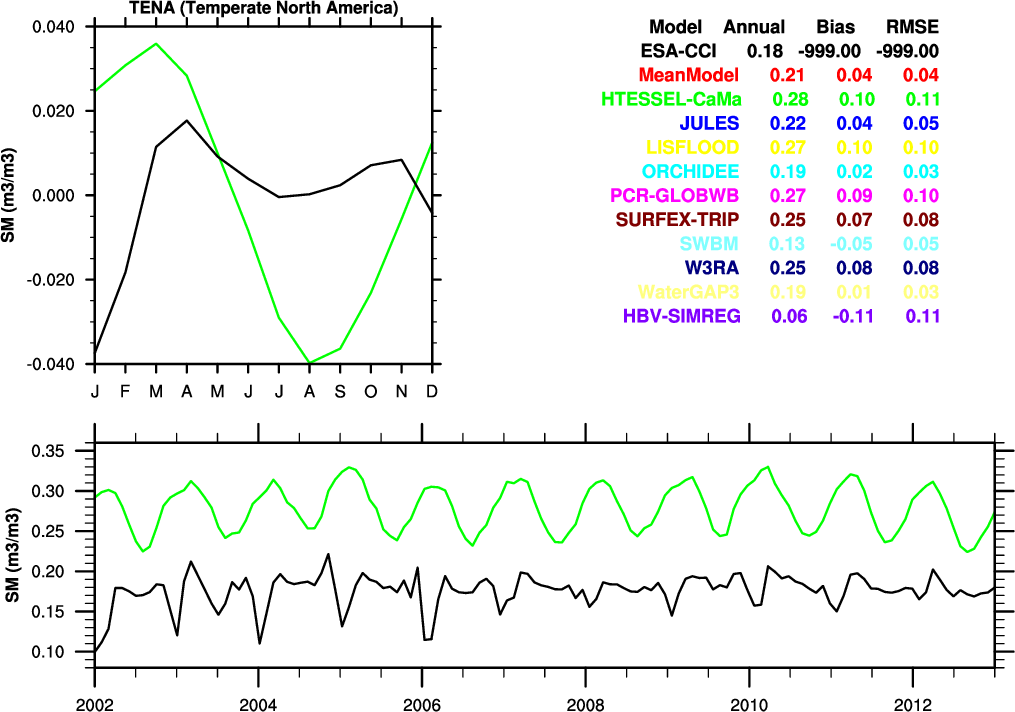 TENA (Temperate North America)
0.040
0.020
0.000
-0.020
-0.040
SM (m3/m3)
J F M A M J J A S O N D
Model Annual Bias RMSE
ESA-CCI 0.18 -999.00 -999.00
MeanModel 0.21 0.04 0.04
HTESSEL-CaMa 0.28 0.10 0.11
JULES 0.22 0.04 0.05
LISFLOOD 0.27 0.10 0.10
ORCHIDEE 0.19 0.02 0.03
PCR-GLOBWB 0.27 0.09 0.10
SURFEX-TRIP 0.25 0.07 0.08
SWBM 0.13 -0.05 0.05
W3RA 0.25 0.08 0.08
WaterGAP3 0.19 0.01 0.03
HBV-SIMREG 0.06 -0.11 0.11
0.35
0.30
0.25
0.20
0.15
0.10
SM (m3/m3)
2002 2004 2006 2008 2010 2012